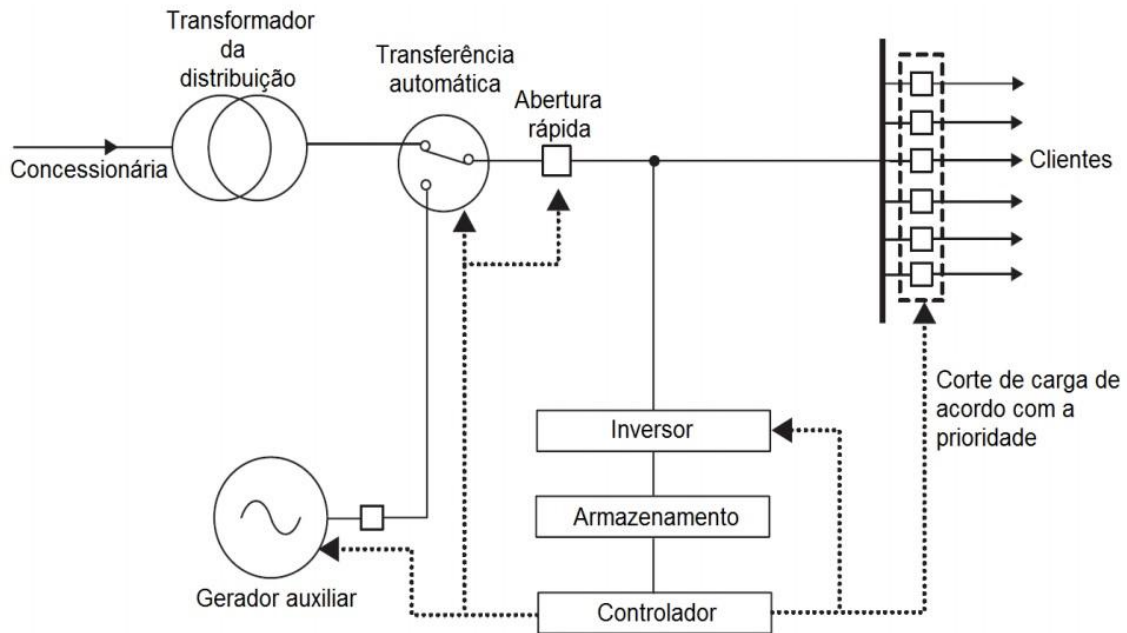 Transformador
da
distribuição
Transferência
automática
Abertura
rápida
Concessionária
Clientes
Corte de carga de
acordo com a
prioridade
Inversor
Armazenamento
Gerador auxiliar
Controlador